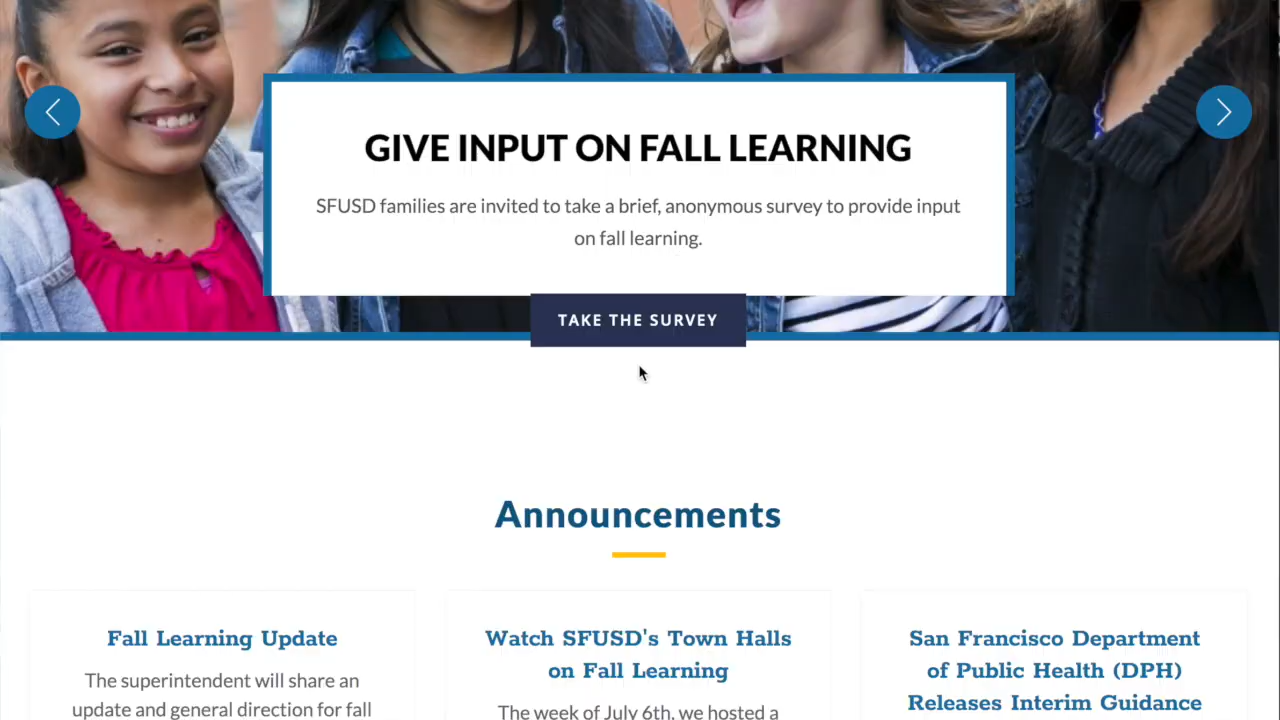 GIVE INPUT ON FALL LEARNING
SFUSD families are invited to take a brief, anonymous survey to provide input
on fall learning.
TAKE THE SURVEY
Announcements
Fall Learning Update
The superintendent will share an
update and general direction for fall
Watch SFUSD's Town Halls
on Fall Learning
The week of July 6th, we hosted a
San Francisco Department
of Public Health (DPH)
Releases Interim Guidance